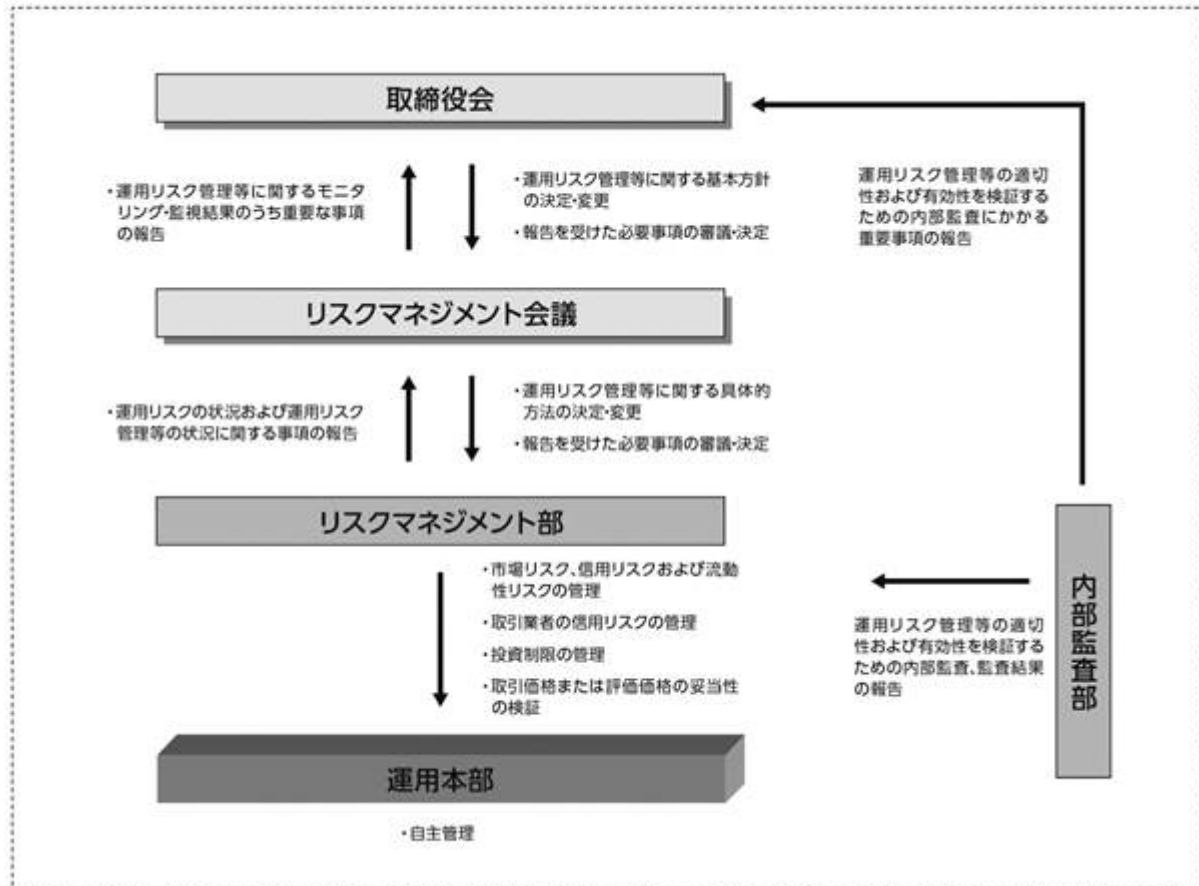 取締役会
・運用リスク管理等に関するモニタ
リング・監視結果のうち重要な事項
の報告
・運用リスク管理等に関する基本方針
の決定・変更
・報告を受けた必要事項の審議・決定
運用リスク管理等の適切
性および有効性を検証する
ための内部監査にかかる
重要事項の報告
リスクマネジメント会議
・運用リスクの状況および運用リスク
管理等の状況に関する事項の報告
・運用リスク管理等に関する具体的
方法の決定・変更
・報告を受けた必要事項の審議・決定
リスクマネジメント部
・市場リスク、信用リスクおよび流動
性リスクの管理
・取引業者の信用リスクの管理
・投資制限の管理
・取引価格または評価価格の妥当性
の検証
運用リスク管理等の適切
性および有効性を検証する
ための内部監査、監査結果
の報告
内部監査部
運用本部
・自主管理